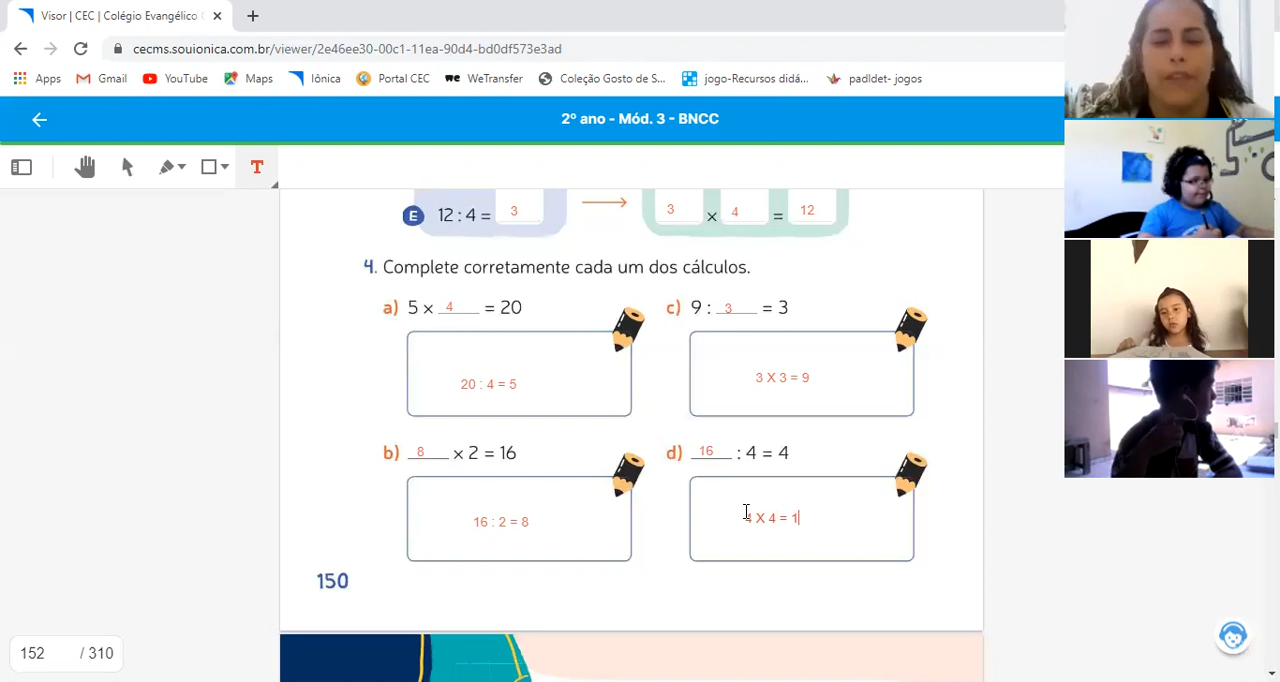 Visor | CEC | Colégio Evangélico
cecms.souionica.com.br/viewer/2e46ee30-00c1-11ea-90d4-bd0df573e3ad
Apps Gmail YouTube Maps Iônica Portal CEC WeTransfer Coleção Gosto de S... jogo-Recursos didá... padldet- jogos
2º ano - Mód. 3 - BNCC
T
E 12 : 4 = 3 3 × 4 = 12
4. Complete corretamente cada um dos cálculos.
a) 5 × 4 = 20
c) 9 : 3 = 3
20 : 4 = 5
3 X 3 = 9
b) 8 × 2 = 16
d) 16 : 4 = 4
16 : 2 = 8
4 X 4 = 1
150
152 / 310